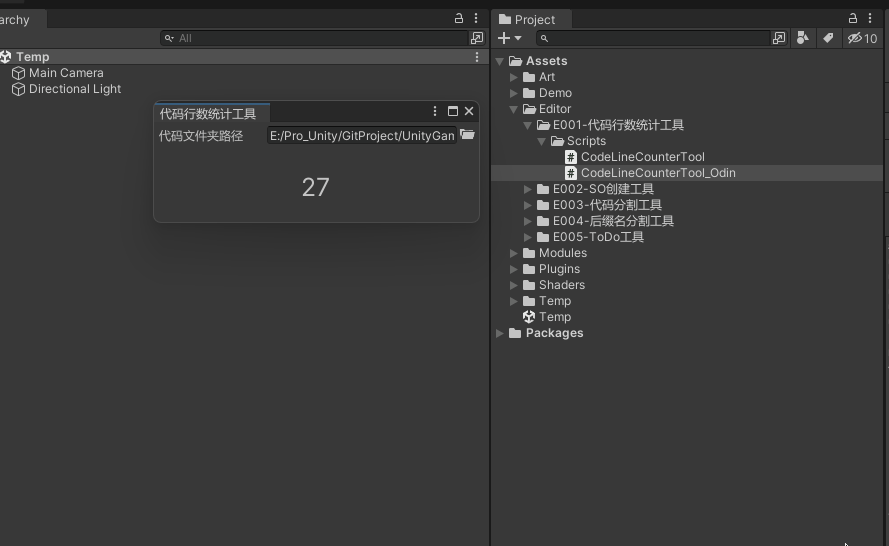 archy
All
Temp
Main Camera
Directional Light
代码行数统计工具
代码文件夹路径
E:/Pro_Unity/GitProject/UnityGan
27
Project
10
Assets
Art
Demo
Editor
E001-代码行数统计工具
Scripts
CodeLineCounterTool
CodeLineCounterTool_Odin
E002-SO创建工具
E003-代码分割工具
E004-后缀名分割工具
E005-ToDo工具
Modules
Plugins
Shaders
Temp
Temp
Packages